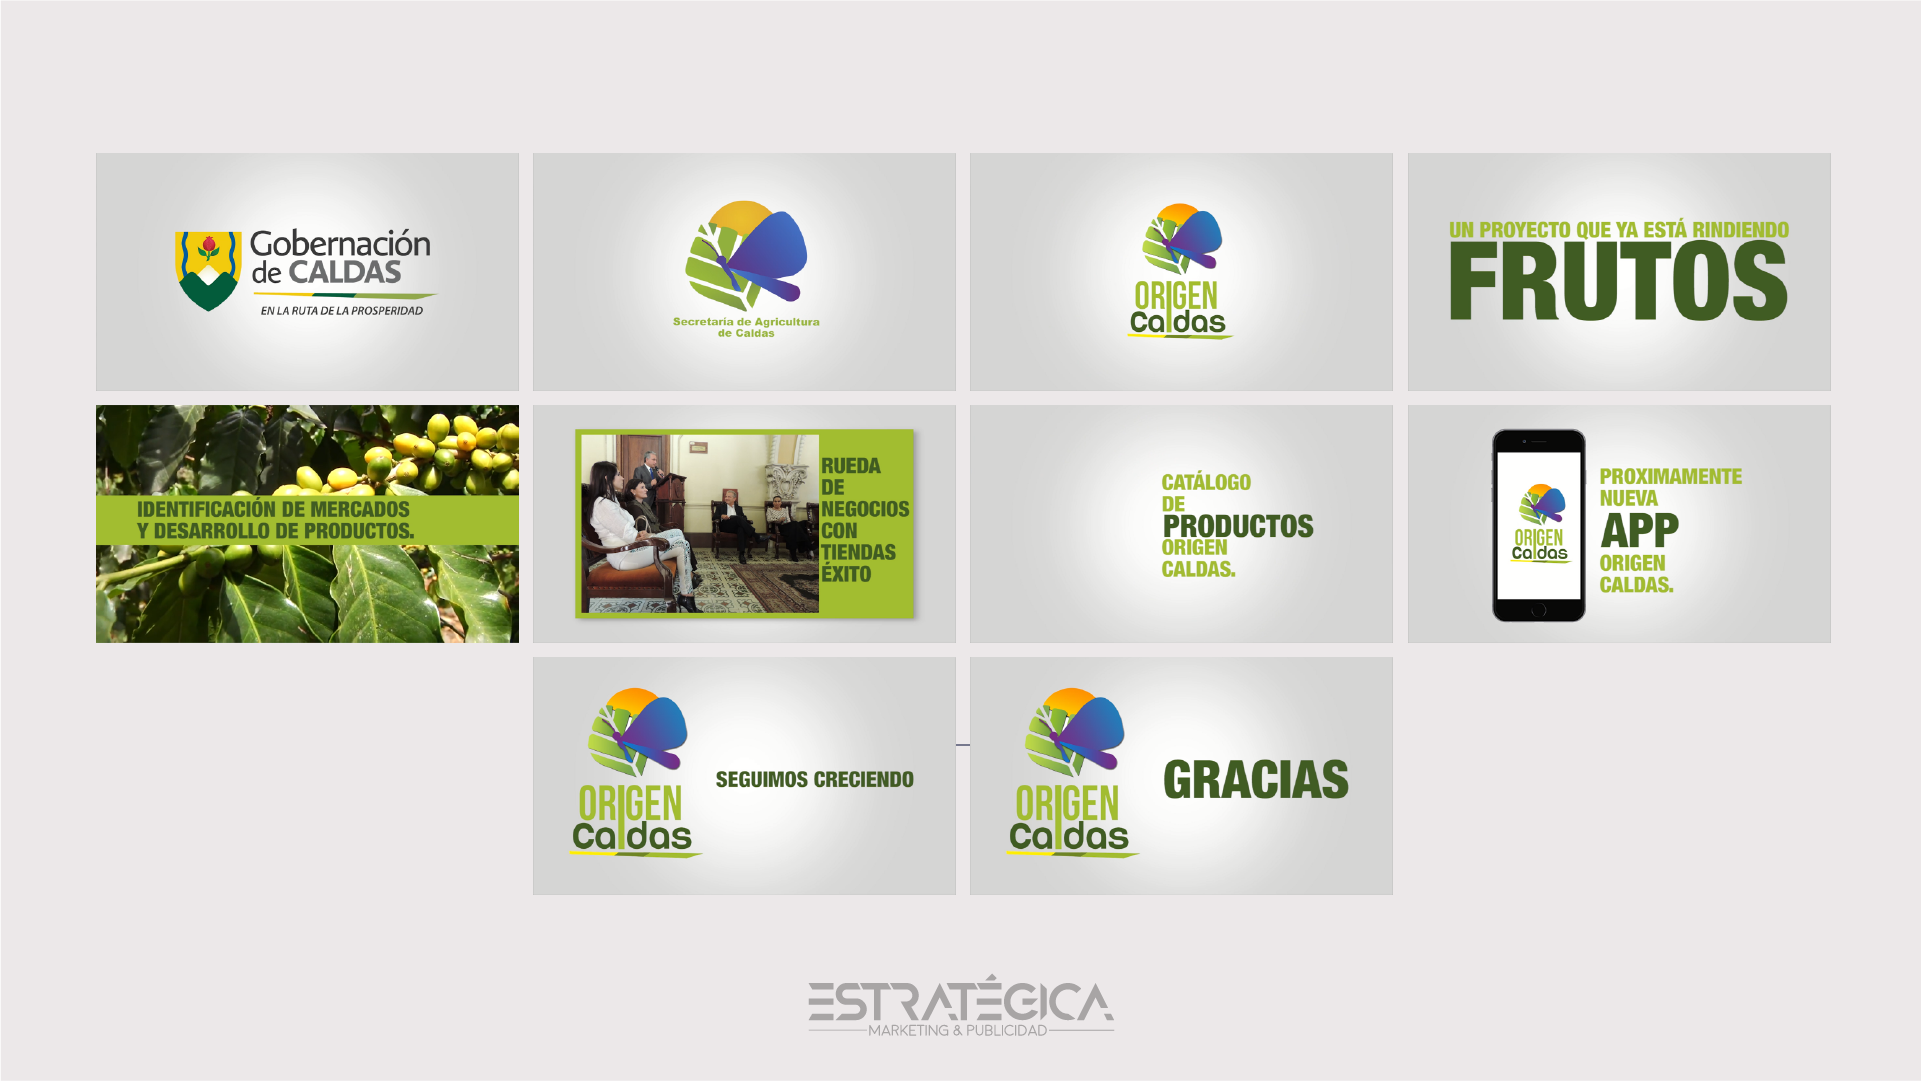 Gobernación
de CALDAS
EN LA RUTA DE LA PROSPERIDAD
Secretaria de Agricultura
de Caldas
ORIGEN
Caldas
UN PROYECTO QUE YA ESTÁ RINDIENDO
FRUTOS
IDENTIFICACIÓN DE MERCADOS
Y DESARROLLO DE PRODUCTOS.
RUEDA
DE
NEGOCIOS
CON
TIENDAS
ÉXITO
CATÁLOGO
DE
PRODUCTOS
ORIGEN
CALDAS.
ORIGEN
Caldas
PROXIMAMENTE
NUEVA
APP
ORIGEN
CALDAS.
ORIGEN
Caldas
SEGUIMOS CRECIENDO
ORIGEN
Caldas
GRACIAS
ESTRATÉGICA
MARKETING & PUBLICIDAD